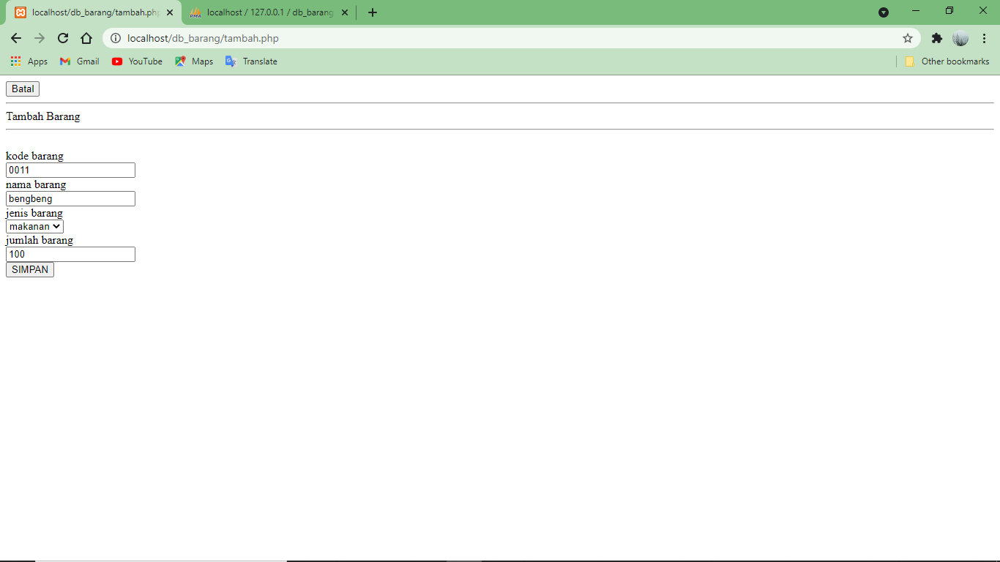 localhost/db_barang/tambah.php
localhost / 127.0.0.1 / db_barang
localhost/db_barang/tambah.php
Apps
Gmail
YouTube
Maps
Translate
Other bookmarks
Batal
Tambah Barang
kode barang
0011
nama barang
bengbeng
jenis barang
makanan
jumlah barang
100
SIMPAN